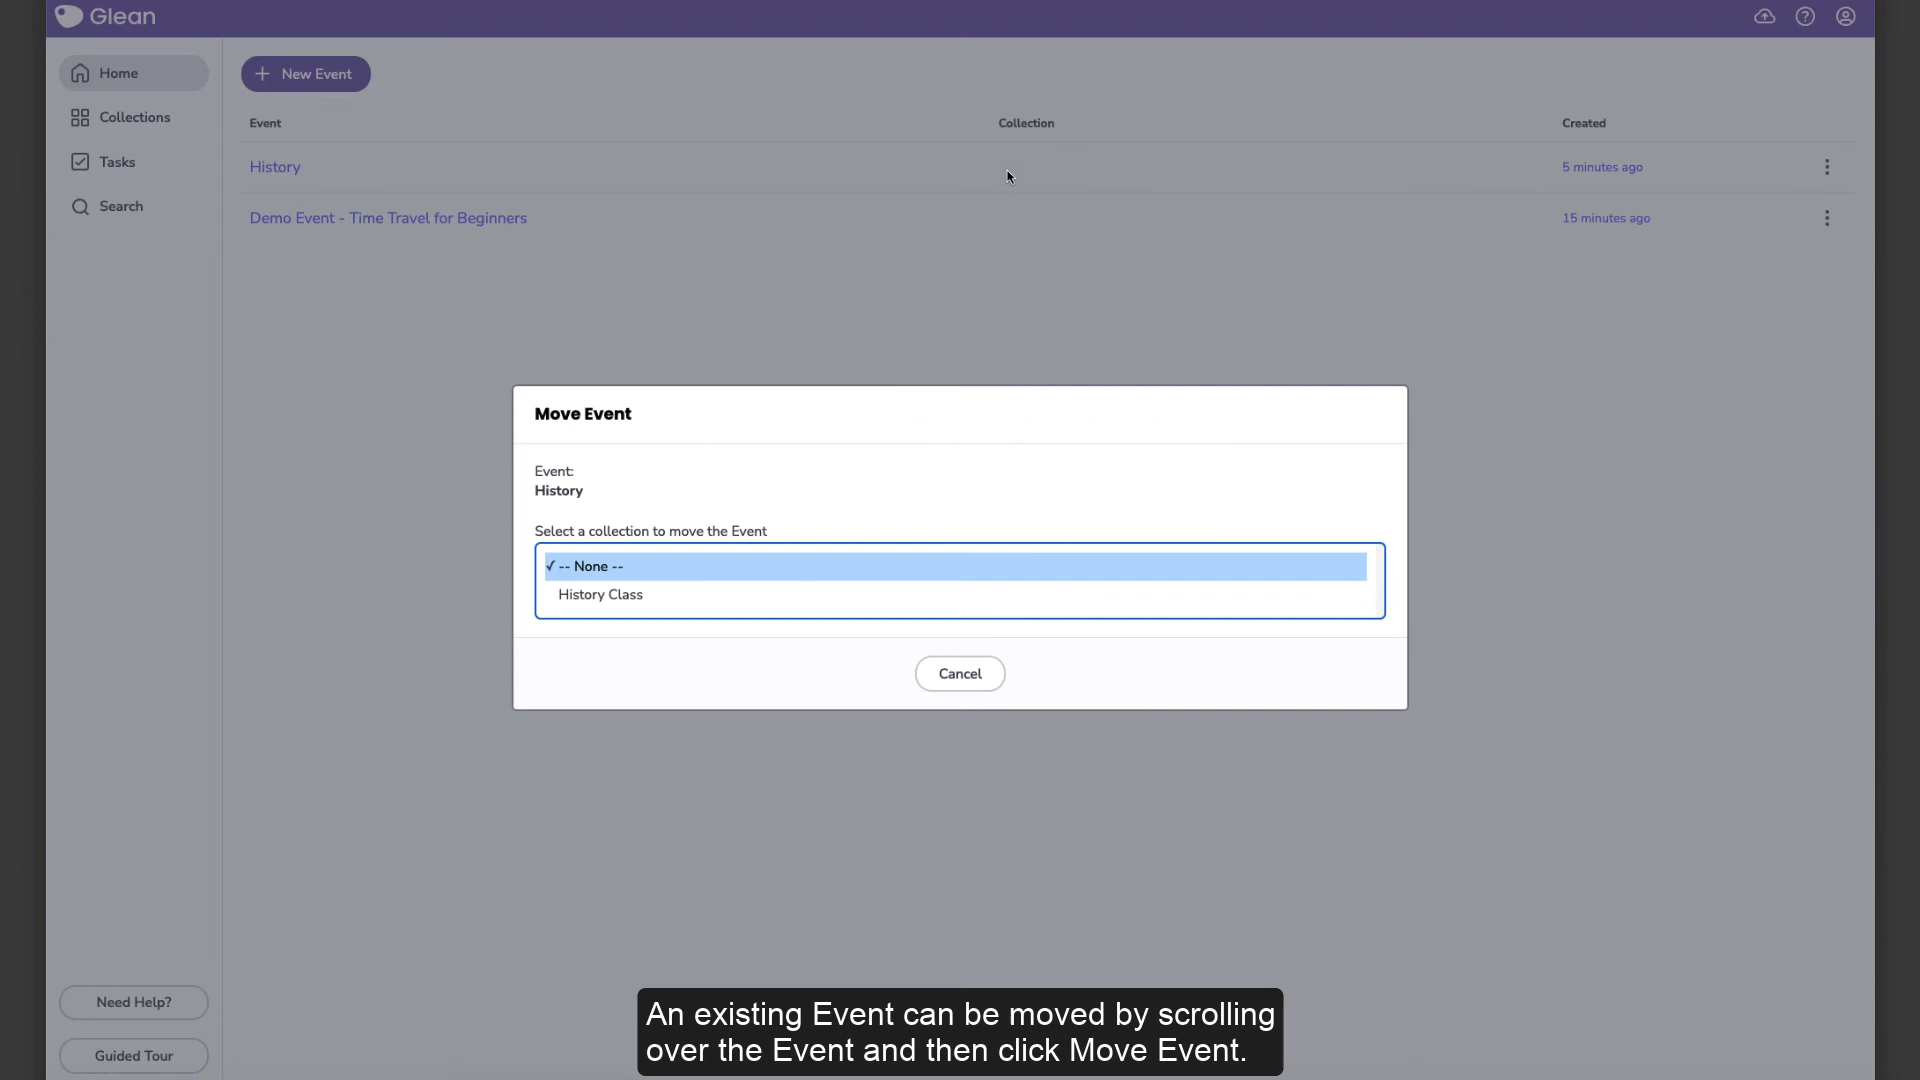 Glean
Home
Collections
Tasks
Search
New Event
Event
Collection
Created
History
5 minutes ago
Demo Event - Time Travel for Beginners
15 minutes ago
Move Event
Event:
History
Select a collection to move the Event
✓ -- None --
History Class
Cancel
Need Help?
Guided Tour
An existing Event can be moved by scrolling
over the Event and then click Move Event.